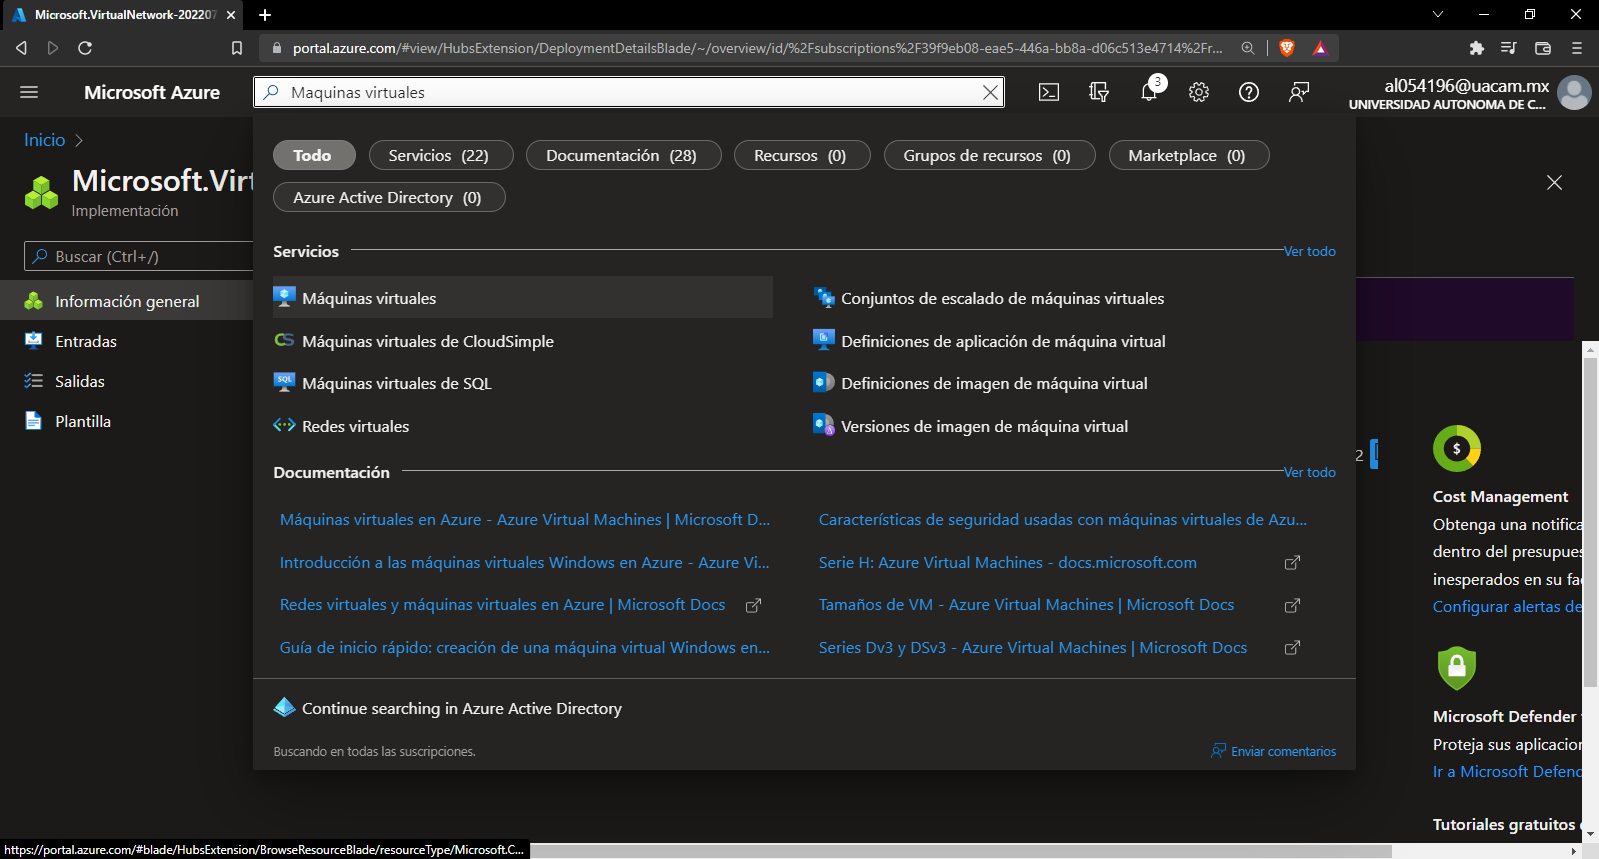 Microsoft.VirtualNetwork-20220
portal.azure.com/#view/HubsExtension/DeploymentDetailsBlade/~/overview/id/%2Fsubscriptions%2F39f9eb08-eae5-446a-bb8a-d06c513e4714%2Fr...
Microsoft Azure
Maquinas virtuales
3
al054196@uacam.mx
UNIVERSIDAD AUTONOMA DE C...
Inicio
Microsoft.Virt
Implementación
Buscar (Ctrl+/)
Información general
Entradas
Salidas
Plantilla
Todo
Servicios (22)
Documentación (28)
Recursos (0)
Grupos de recursos (0)
Marketplace (0)
Azure Active Directory (0)
Servicios
Ver todo
Máquinas virtuales
Conjuntos de escalado de máquinas virtuales
CS Máquinas virtuales de CloudSimple
Definiciones de aplicación de máquina virtual
SQL Máquinas virtuales de SQL
Definiciones de imagen de máquina virtual
Redes virtuales
Versiones de imagen de máquina virtual
Documentación
Ver todo
Máquinas virtuales en Azure - Azure Virtual Machines | Microsoft D...
Características de seguridad usadas con máquinas virtuales de Azu...
Introducción a las máquinas virtuales Windows en Azure - Azure Vi...
Serie H: Azure Virtual Machines - docs.microsoft.com
Redes virtuales y máquinas virtuales en Azure | Microsoft Docs
Tamaños de VM - Azure Virtual Machines | Microsoft Docs
Guía de inicio rápido: creación de una máquina virtual Windows en...
Series Dv3 y DSv3 - Azure Virtual Machines | Microsoft Docs
Continue searching in Azure Active Directory
Buscando en todas las suscripciones.
Enviar comentarios
2
$
Cost Management
Obtenga una notifica
dentro del presupues
inesperados en su fa
Configurar alertas de
Microsoft Defender
Proteja sus aplicacior
Ir a Microsoft Defenc
Tutoriales gratuitos
https://portal.azure.com/#blade/HubsExtension/BrowseResourceBlade/resourceType/Microsoft.C...